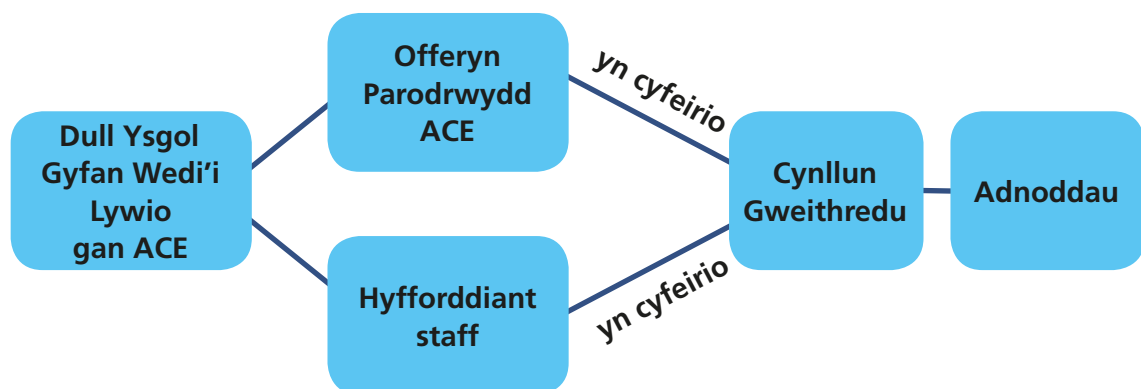 Dull Ysgol
Gyfan Wedi’i
Lywio
gan ACE
Offeryn
Parodrwydd
ACE
Hyfforddiant
staff
yn cyfeirio
yn cyfeirio
Cynllun
Gweithredu
Adnoddau